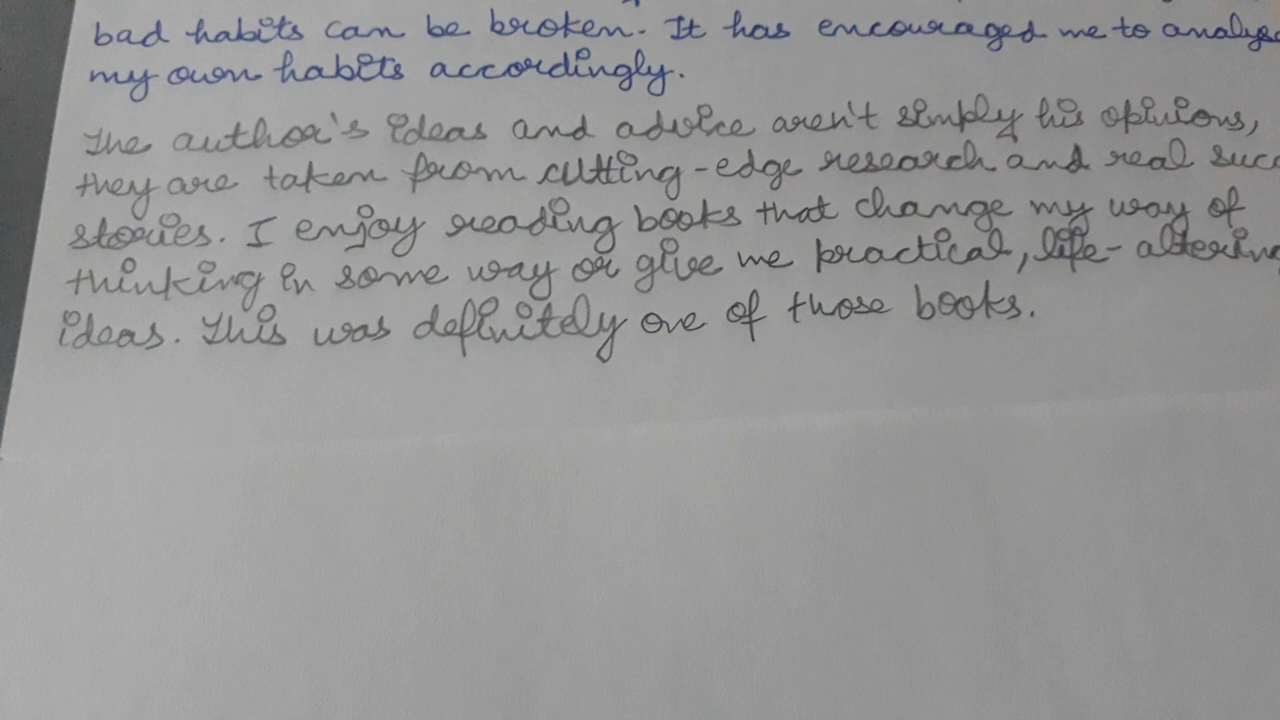 bad habits can be broken. It has encouraged me to analyse
my own habits accordingly.
The author's ideas and advice aren't simply his opinions,
they are taken from cutting-edge research and real succ
stories. I enjoy reading books that change my way of
thinking in some way or give me practical, life-altering
ideas. This was definitely one of those books.